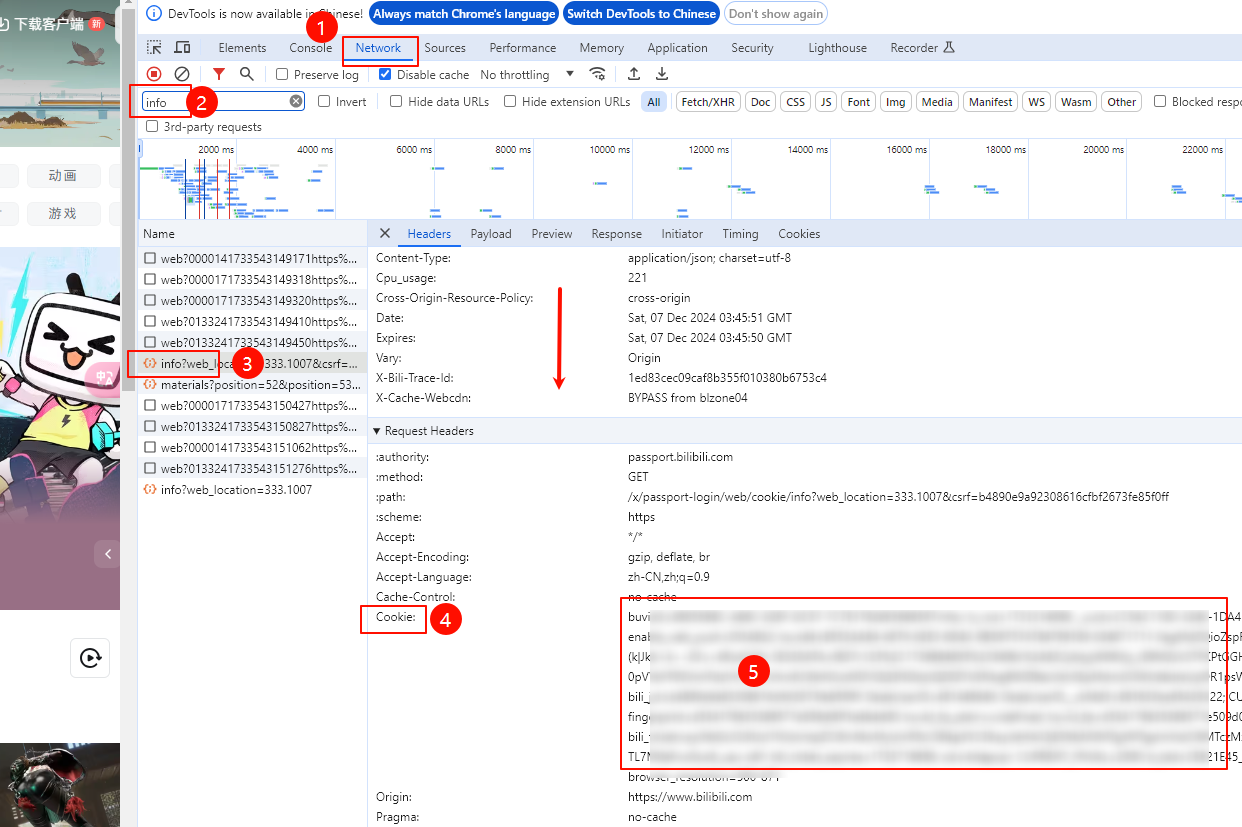 下载客户端 新
动画
游戏
中
DevTools is now available in Chinese! Always match Chrome's language Switch DevTools to Chinese Don't show again
1
Elements Console Network Sources Performance Memory Application Security Lighthouse Recorder
Preserve log Disable cache No throttling
info 2 Invert Hide data URLs Hide extension URLs All Fetch/XHR Doc CSS JS Font Img Media Manifest WS Wasm Other Blocked
3rd-party requests
2000 ms 4000 ms 6000 ms 8000 ms 10000 ms 12000 ms 14000 ms 16000 ms 18000 ms 20000 ms 22000 ms
Name
web?0000141733543149171https%...
web?0000171733543149318https%...
web?0000171733543149320https%...
web?0133241733543149410https%...
web?0133241733543149450https%...
info?web_loca 333.1007&csrf=...
3
materials?position=52&position=53...
web?0000171733543150427https%...
web?0133241733543150827https%...
web?0000141733543151062https%...
web?0133241733543151276https%...
info?web_location=333.1007
Headers Payload Preview Response Initiator Timing Cookies
Content-Type: application/json; charset=utf-8
Cpu_usage: 221
Cross-Origin-Resource-Policy: cross-origin
Date: Sat, 07 Dec 2024 03:45:51 GMT
Expires: Sat, 07 Dec 2024 03:45:50 GMT
Vary: Origin
X-Bili-Trace-Id: 1ed83cec09caf8b355f010380b6753c4
X-Cache-Webcdn: BYPASS from blzone04
Request Headers
:authority: passport.bilibili.com
:method: GET
:path: /x/passport-login/web/cookie/info?web_location=333.1007&csrf=b4890e9a92308616cfbf2673fe85f0ff
:scheme: https
Accept: */*
Accept-Encoding: gzip, deflate, br
Accept-Language: zh-CN,zh;q=0.9
Cache-Control: no-cache
Cookie: 4
5
Origin: https://www.bilibili.com
Pragma: no-cache